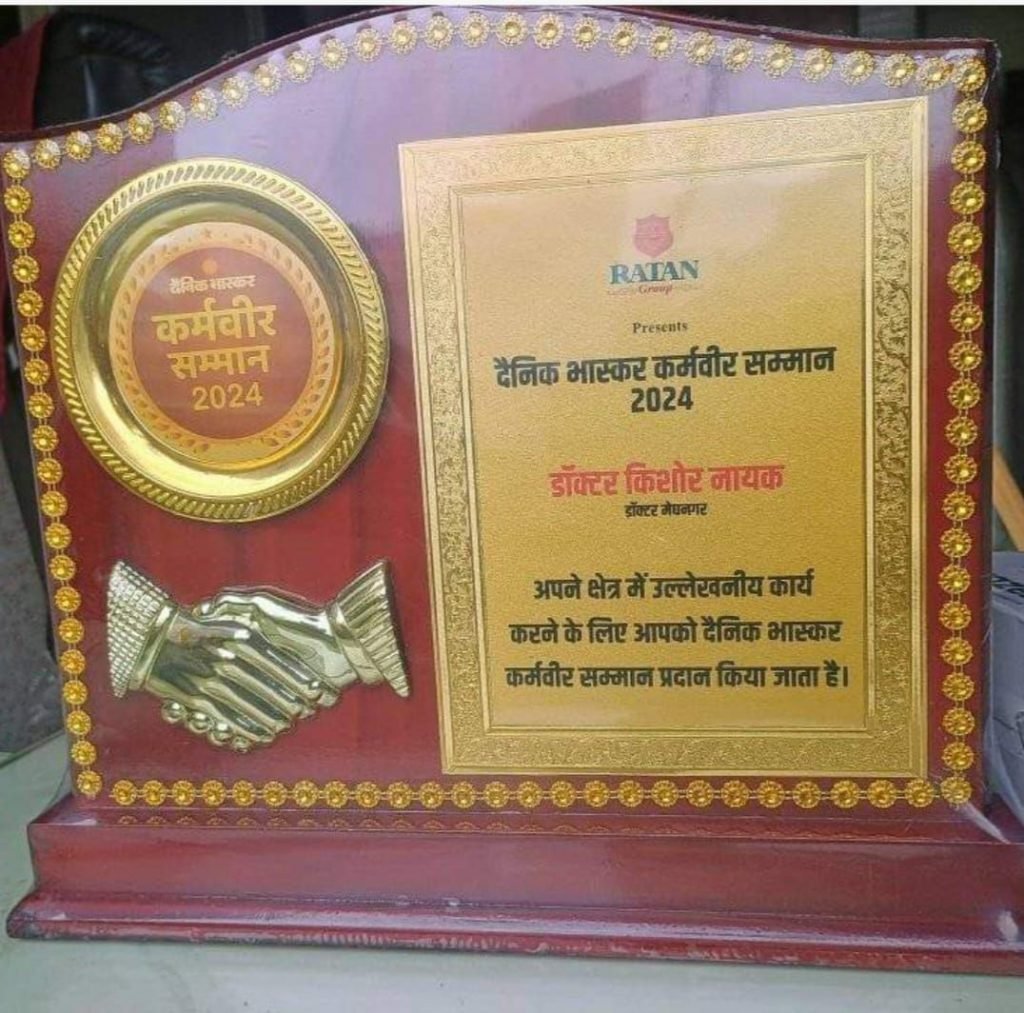 दैनिक भास्कर
कर्मवीर
सम्मान
2024
RATAN
Group
Presents
दैनिक भास्कर कर्मवीर सम्मान
2024
डॉक्टर किशोर नायक
डॉक्टर मेघनगर
अपने क्षेत्र में उल्लेखनीय कार्य
करने के लिए आपको दैनिक भास्कर
कर्मवीर सम्मान प्रदान किया जाता है।